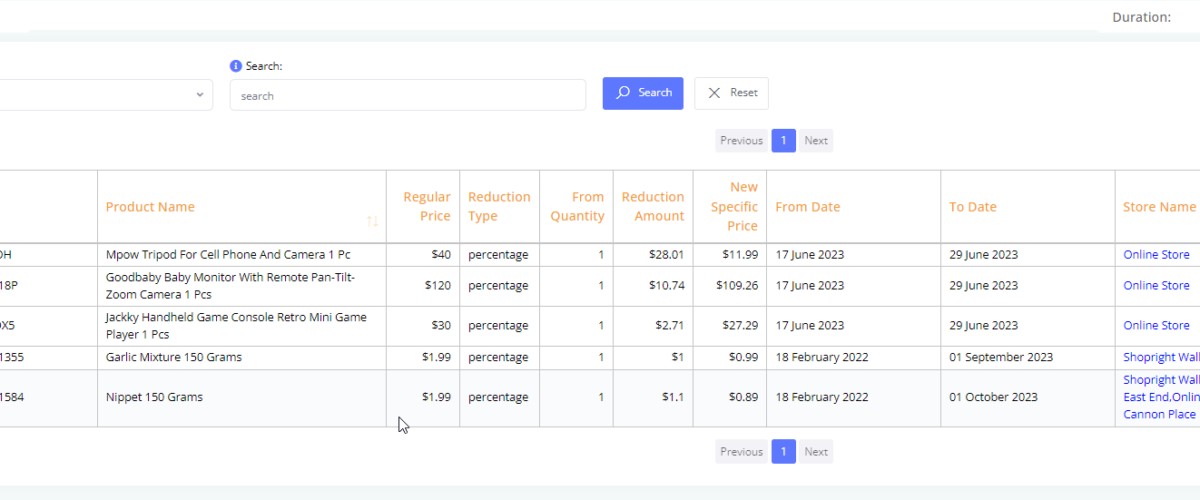 Duration:
Search:
search
Search
Reset
Previous 1 Next
Product Name Regular Price Reduction Type From Quantity Reduction Amount New Specific Price From Date To Date Store Name
0H Mpow Tripod For Cell Phone And Camera 1 Pc $40 percentage 1 $28.01 $11.99 17 June 2023 29 June 2023 Online Store
18P Goodbaby Baby Monitor With Remote Pan-Tilt-
Zoom Camera 1 Pcs $120 percentage 1 $10.74 $109.26 17 June 2023 29 June 2023 Online Store
0X5 Jackky Handheld Game Console Retro Mini Game
Player 1 Pcs $30 percentage 1 $2.71 $27.29 17 June 2023 29 June 2023 Online Store
1355 Garlic Mixture 150 Grams $1.99 percentage 1 $1 $0.99 18 February 2022 01 September 2023 Shopright Wall
1584 Nippet 150 Grams $1.99 percentage 1 $1.1 $0.89 18 February 2022 01 October 2023 Shopright Wall
East End,Onlin
Cannon Place
Previous 1 Next